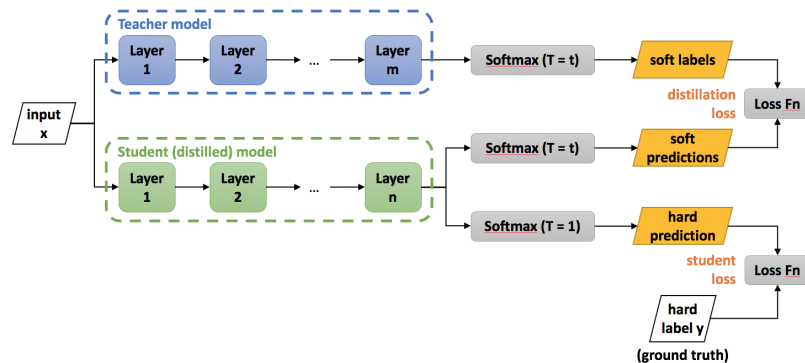 Teacher model
Layer
1
Layer
2
...
Layer
m
Softmax (T = t)
soft labels
input
x
distillation
loss
Loss Fn
Student (distilled) model
Layer
1
Layer
2
...
Layer
n
Softmax (T = t)
soft
predictions
Softmax (T = 1)
hard
prediction
student
loss
Loss Fn
hard
label y
(ground truth)